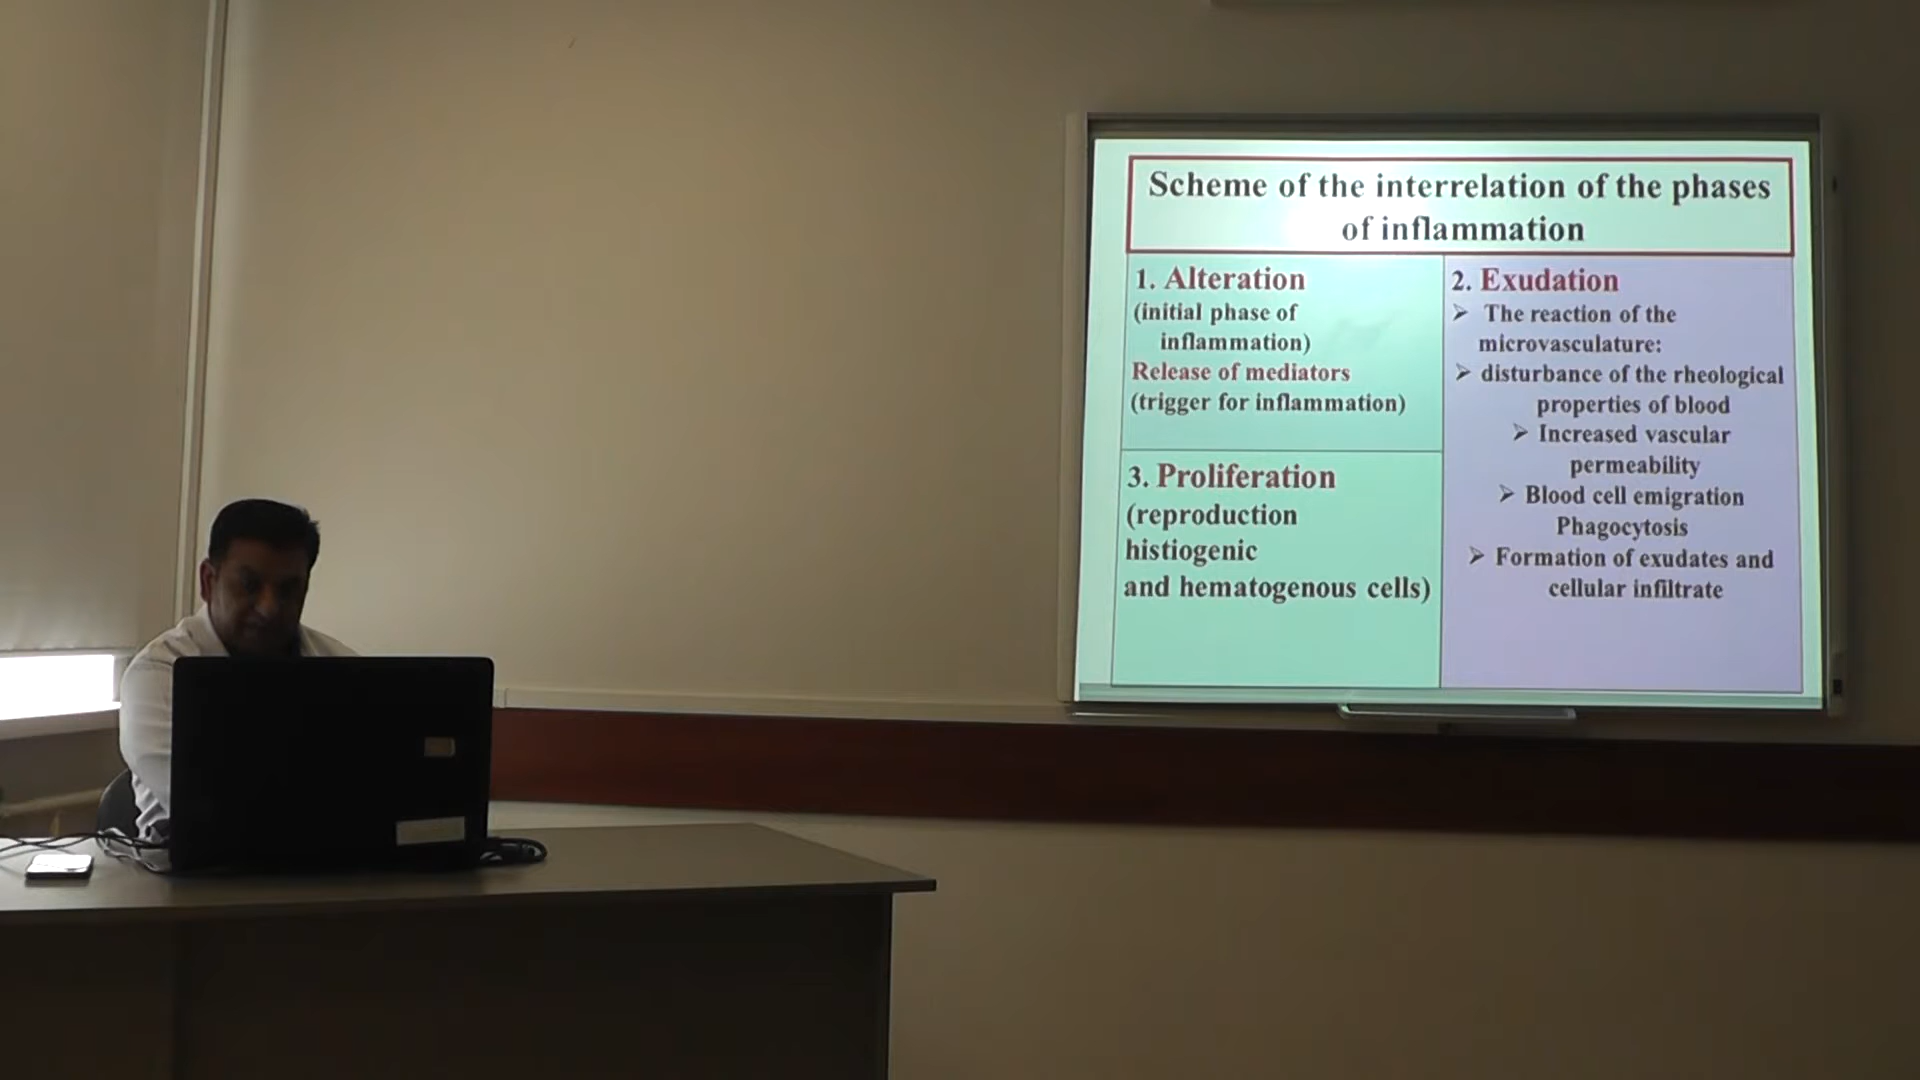 Scheme of the interrelation of the phases
of inflammation
1. Alteration
(initial phase of
inflammation)
Release of mediators
(trigger for inflammation)
2. Exudation
➢ The reaction of the
microvasculature:
➢ disturbance of the rheological
properties of blood
➢ Increased vascular
permeability
➢ Blood cell emigration
Phagocytosis
➢ Formation of exudates and
cellular infiltrate
3. Proliferation
(reproduction
histiogenic
and hematogenous cells)